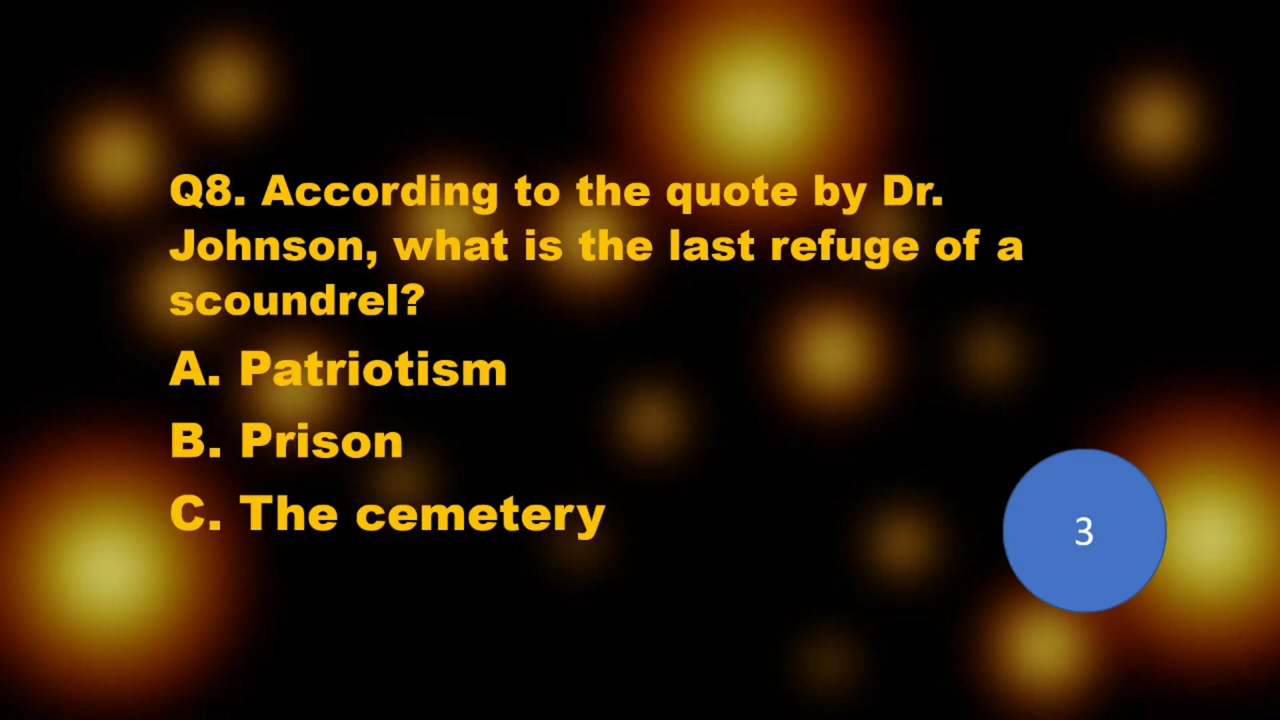 Q8. According to the quote by Dr.
Johnson, what is the last refuge of a
scoundrel?
A. Patriotism
B. Prison
C. The cemetery
3